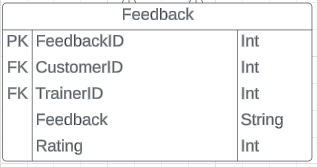 Feedback
PK FeedbackID Int
FK CustomerID Int
FK TrainerID Int
Feedback String
Rating Int